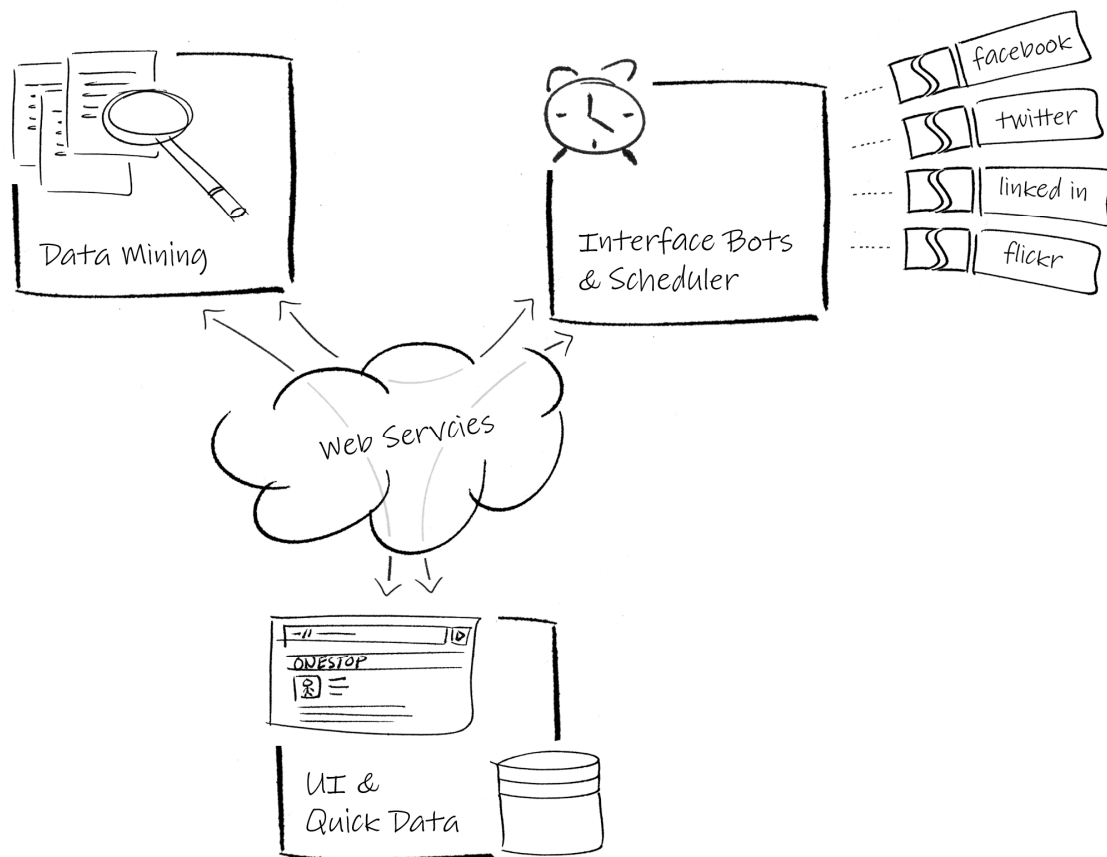 facebook
twitter
linked in
flickr
Data Mining
Interface Bots
& Scheduler
Web Servcies
ONESTOP
UI &
Quick Data